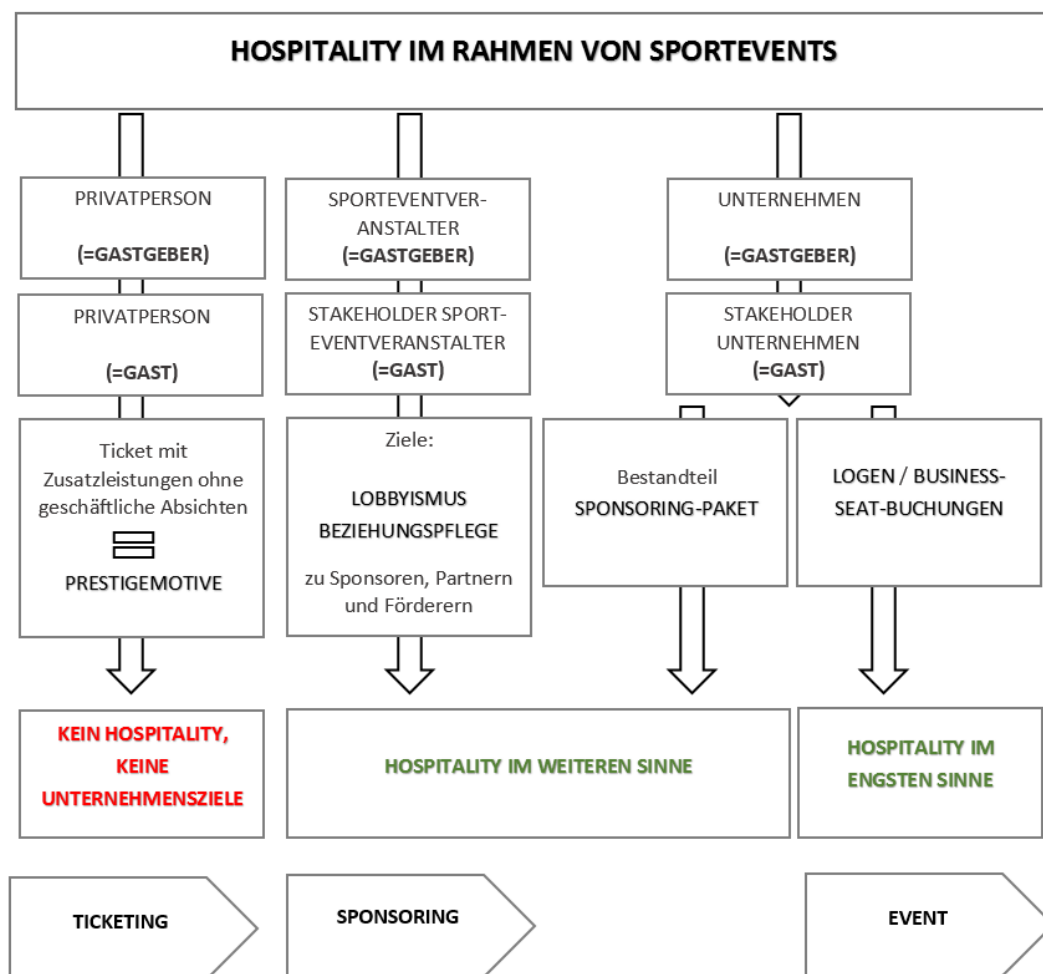 HOSPITALITY IM RAHMEN VON SPORTEVENTS
PRIVATPERSON
(=GASTGEBER)
SPORTEVENTVER-
ANSTALTER
(=GASTGEBER)
UNTERNEHMEN
(=GASTGEBER)
PRIVATPERSON
(=GAST)
STAKEHOLDER SPORT-
EVENTVERANSTALTER
(=GAST)
STAKEHOLDER
UNTERNEHMEN
(=GAST)
Ticket mit
Zusatzleistungen ohne
geschäftliche Absichten
PRESTIGEMOTIVE
Ziele:
LOBBYISMUS
BEZIEHUNGSPFLEGE
zu Sponsoren, Partnern
und Förderern
Bestandteil
SPONSORING-PAKET
LOGEN / BUSINESS-
SEAT-BUCHUNGEN
KEIN HOSPITALITY,
KEINE
UNTERNEHMENSZIELE
HOSPITALITY IM WEITEREN SINNE
HOSPITALITY IM
ENGSTEN SINNE
TICKETING
SPONSORING
EVENT